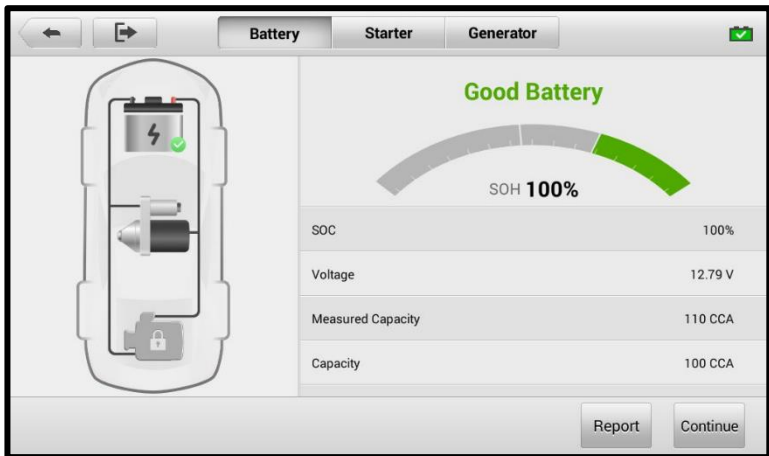 Battery Starter Generator
Good Battery
SOH 100%
SOC 100%
Voltage 12.79 V
Measured Capacity 110 CCA
Capacity 100 CCA
Report Continue